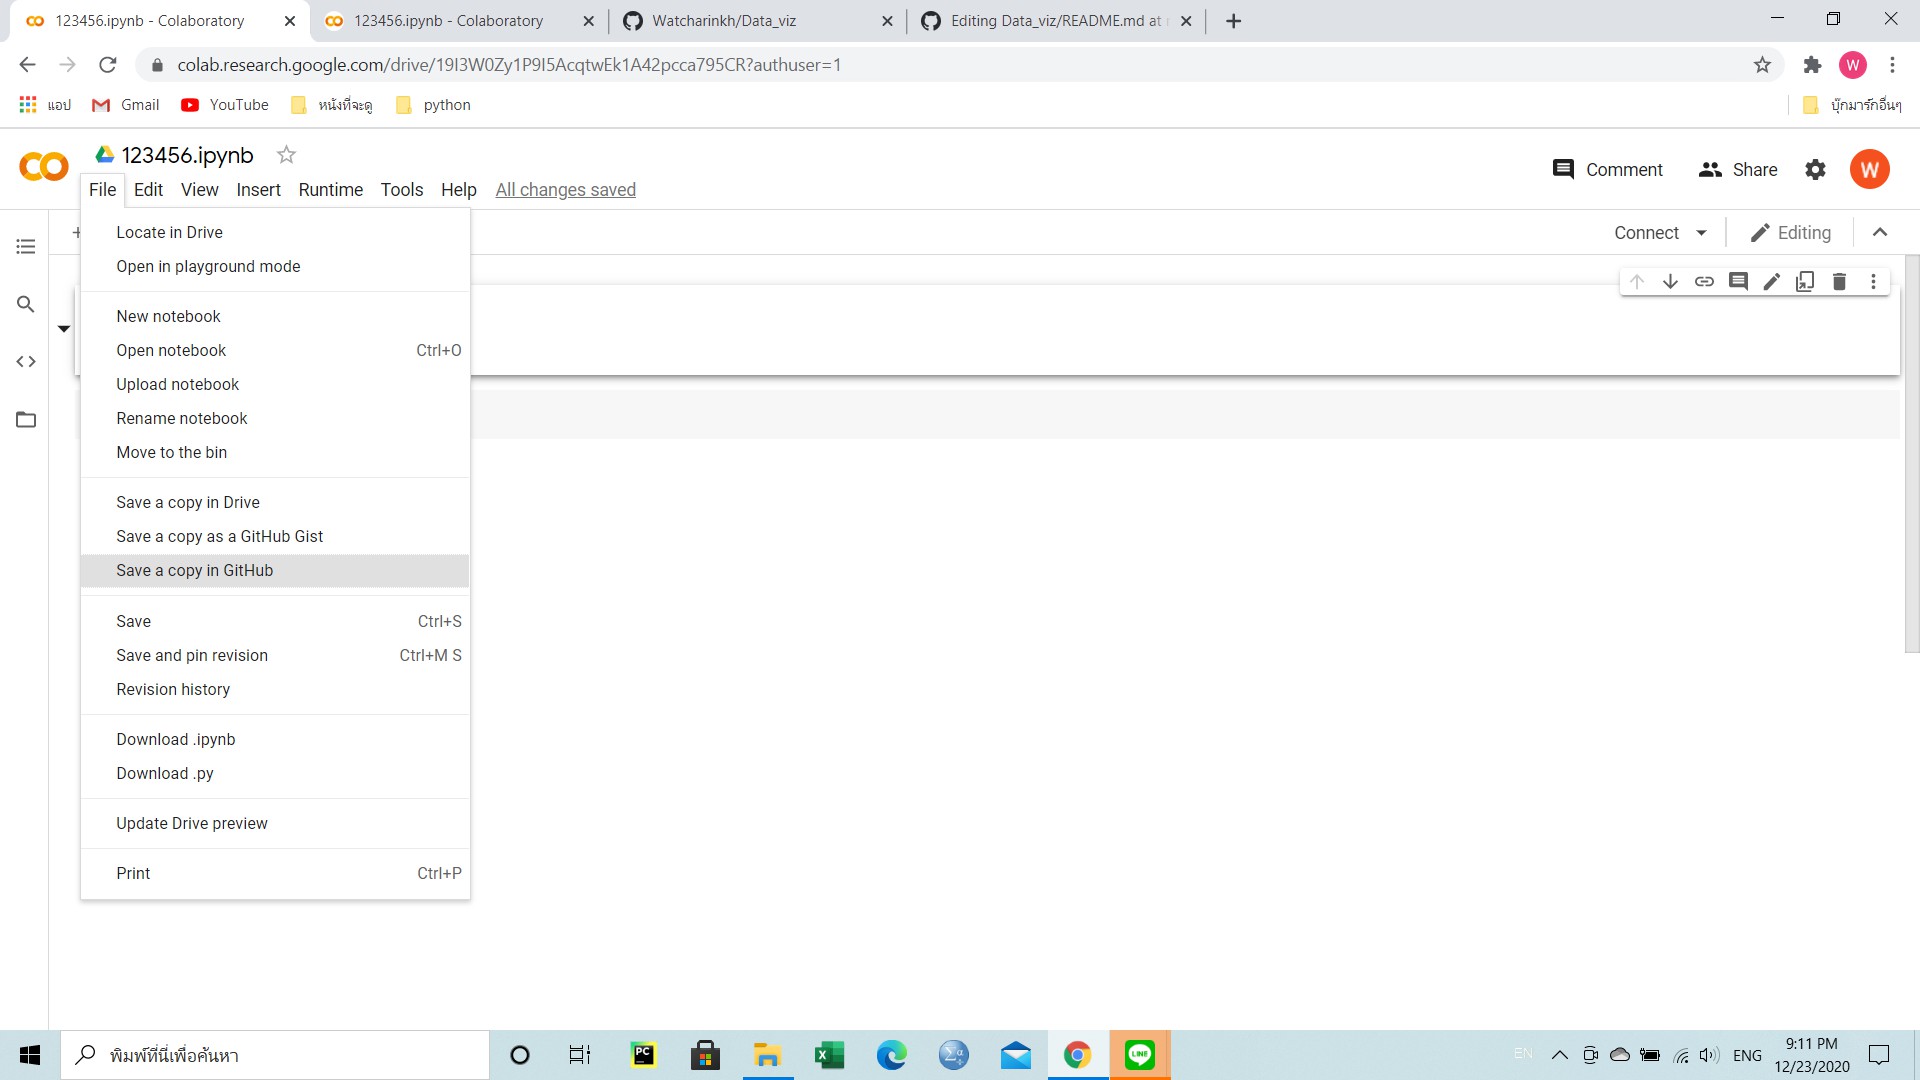 123456.ipynb - Colaboratory
123456.ipynb - Colaboratory
Watcharinkh/Data_viz
Editing Data_viz/README.md at
colab.research.google.com/drive/19I3W0Zy1P9I5AcqtwEk1A42pcca795CR?authuser=1
W
แอป
Gmail
YouTube
หนังที่จะดู
python
บุ๊กมาร์กอื่นๆ
123456.ipynb
Comment
Share
W
File Edit View Insert Runtime Tools Help All changes saved
Connect
Editing
Locate in Drive
Open in playground mode
New notebook
Open notebook Ctrl+O
Upload notebook
Rename notebook
Move to the bin
Save a copy in Drive
Save a copy as a GitHub Gist
Save a copy in GitHub
Save Ctrl+S
Save and pin revision Ctrl+M S
Revision history
Download .ipynb
Download .py
Update Drive preview
Print Ctrl+P
พิมพ์ที่นี่เพื่อค้นหา
PC
Σα
LINE
EN
ENG
9:11 PM
12/23/2020